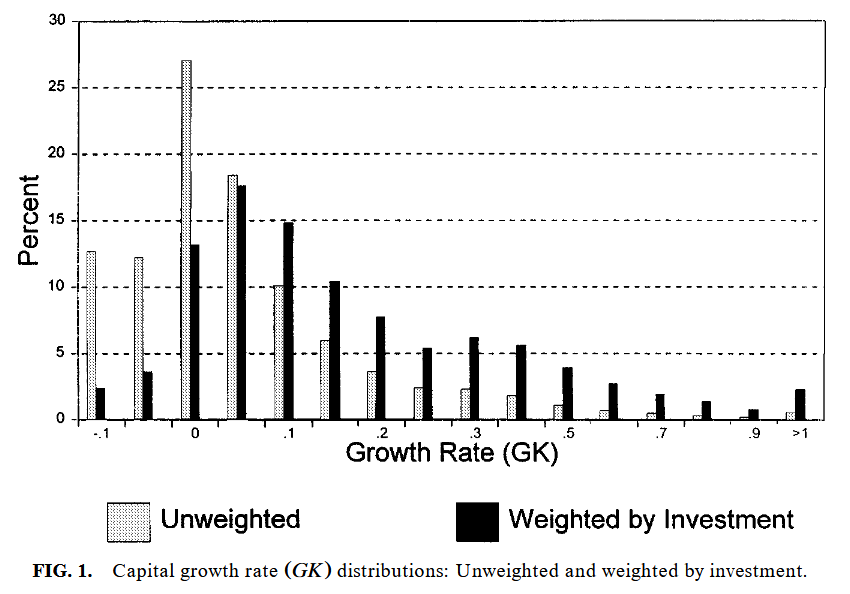 30
25
20
15
10
5
0
Percent
-.1 0 .1 .2 .3 .5 .7 .9 >1
Growth Rate (GK)
Unweighted Weighted by Investment
FIG. 1. Capital growth rate (GK) distributions: Unweighted and weighted by investment.